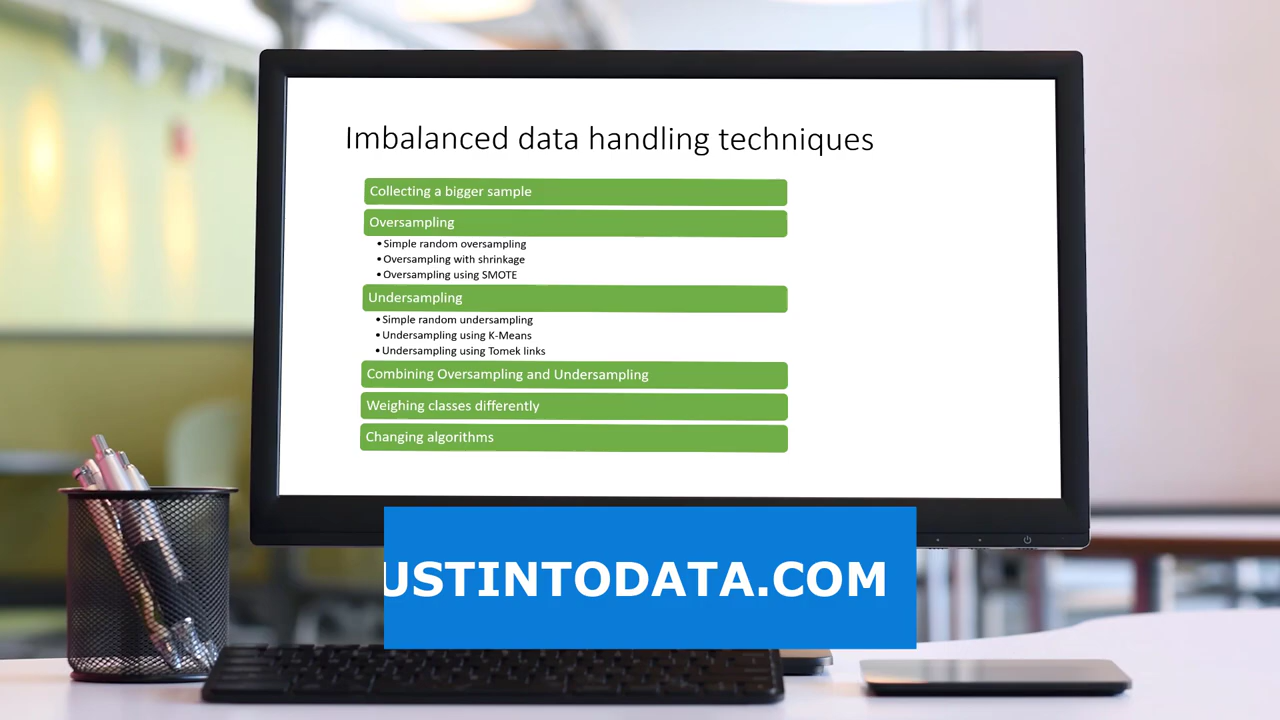 Imbalanced data handling techniques
Collecting a bigger sample
Oversampling
•Simple random oversampling
•Oversampling with shrinkage
•Oversampling using SMOTE
Undersampling
•Simple random undersampling
•Undersampling using K-Means
•Undersampling using Tomek links
Combining Oversampling and Undersampling
Weighing classes differently
Changing algorithms
USTINTODATA.COM